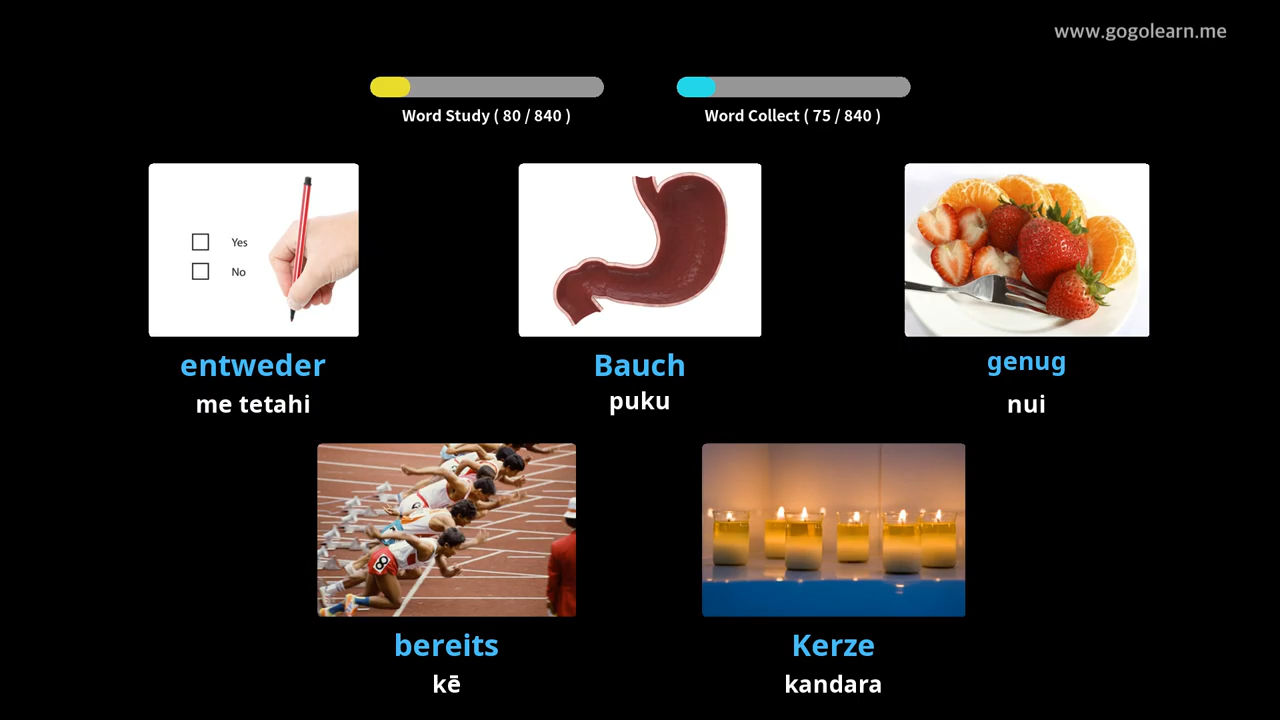 www.gogolearn.me
Word Study ( 80 / 840 )
Word Collect ( 75 / 840 )
Yes
No
entweder
me tetahi
Bauch
puku
genug
nui
8
bereits
kē
Kerze
kandara